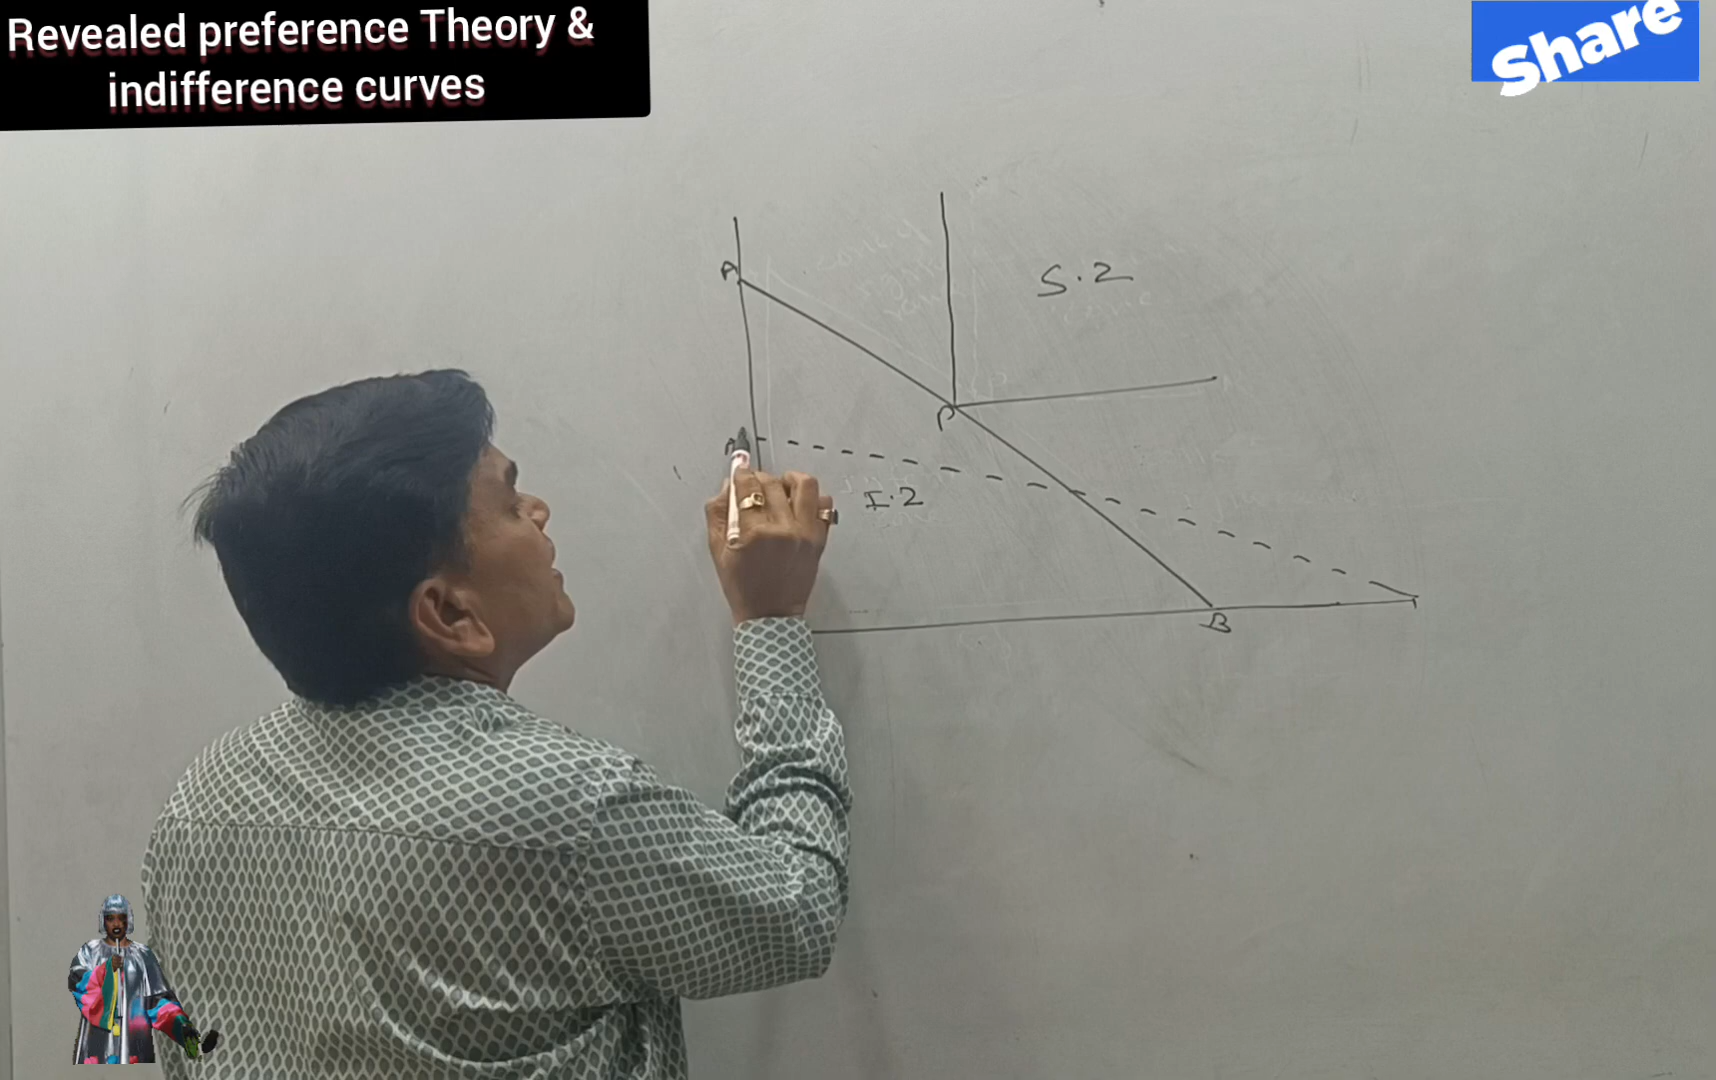 Revealed preference Theory &
indifference curves
Share
S.2
A
P
I.2
B